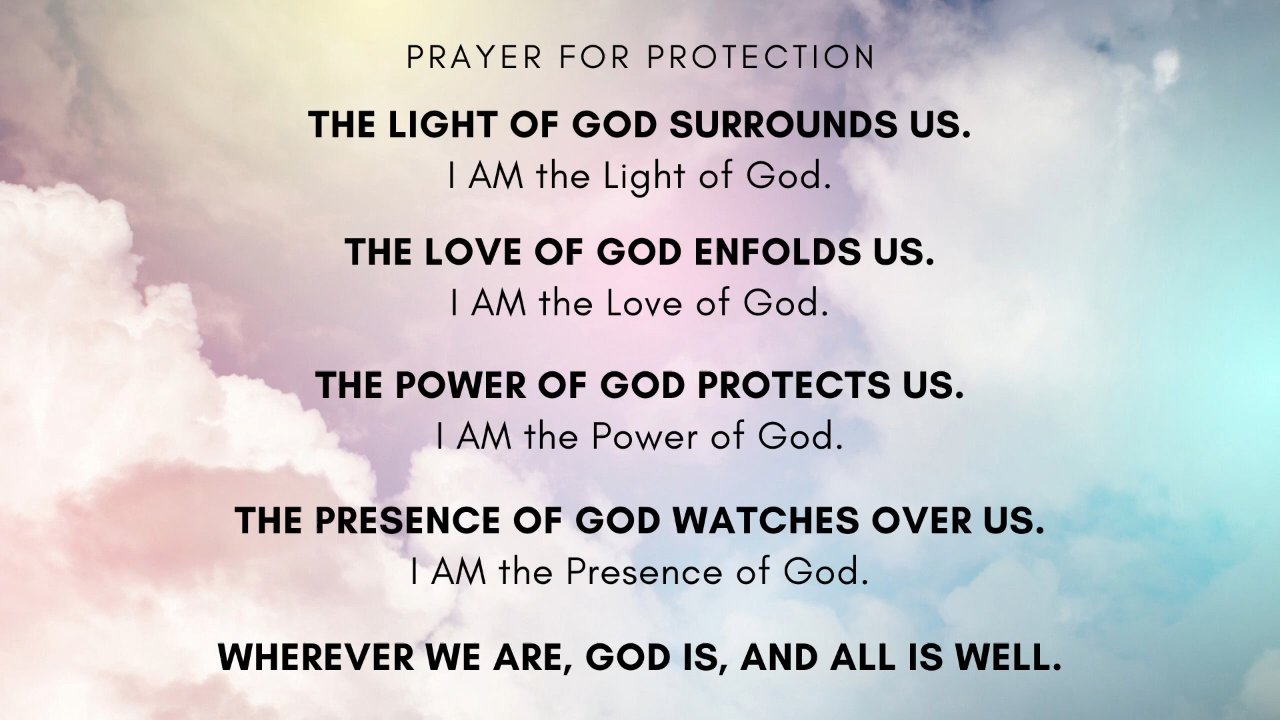 PRAYER FOR PROTECTION
THE LIGHT OF GOD SURROUNDS US.
I AM the Light of God.
THE LOVE OF GOD ENFOLDS US.
I AM the Love of God.
THE POWER OF GOD PROTECTS US.
I AM the Power of God.
THE PRESENCE OF GOD WATCHES OVER US.
I AM the Presence of God.
WHEREVER WE ARE, GOD IS, AND ALL IS WELL.